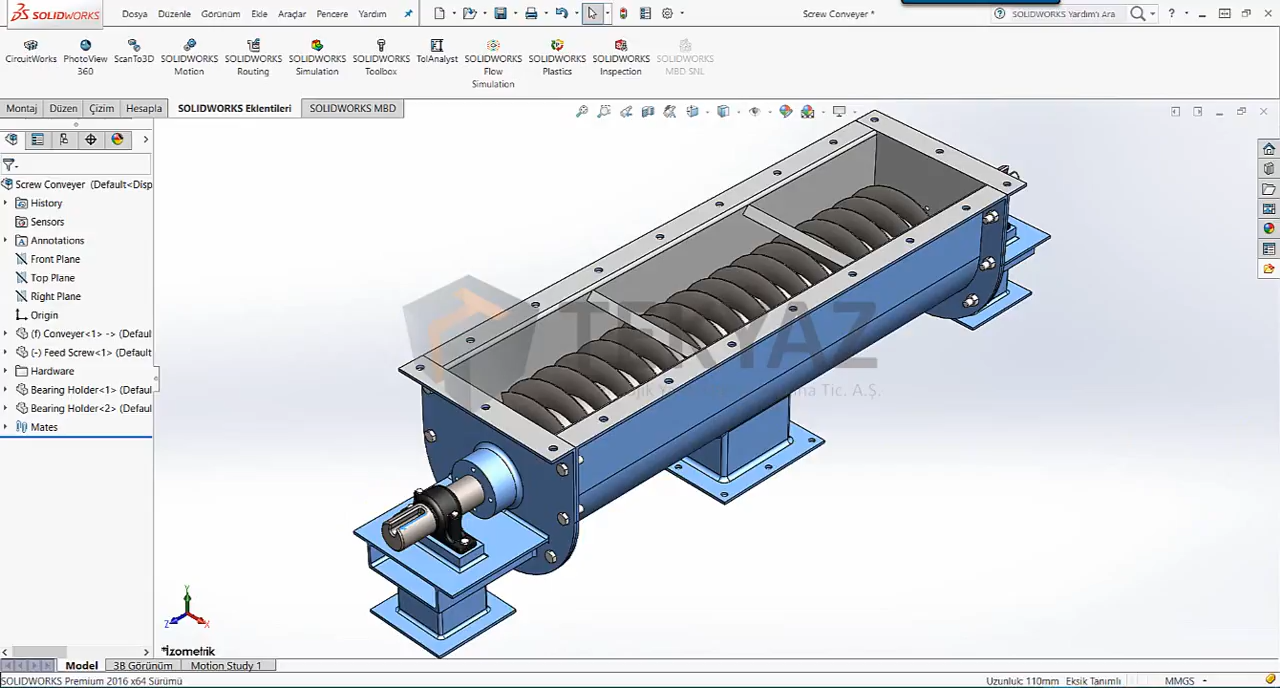 SOLIDWORKS
Dosya Düzenle Görünüm Ekle Araçlar Pencere Yardım
Screw Conveyer *
SOLIDWORKS Yardım'ı Ara
CircuitWorks
PhotoView 360
ScanTo3D
SOLIDWORKS Motion
SOLIDWORKS Routing
SOLIDWORKS Simulation
SOLIDWORKS Toolbox
TolAnalyst
SOLIDWORKS Flow Simulation
SOLIDWORKS Plastics
SOLIDWORKS Inspection
SOLIDWORKS MBD SNL
Montaj Düzen Çizim Hesapla SOLIDWORKS Eklentileri SOLIDWORKS MBD
Screw Conveyer (Default<Disp
History
Sensors
Annotations
Front Plane
Top Plane
Right Plane
Origin
(f) Conveyer<1> -> (Defaul
(-) Feed Screw<1> (Default
Hardware
Bearing Holder<1> (Defaul
Bearing Holder<2> (Defaul
Mates
TEKYAZ
Tic. A.Ş.
Y
Z
X
*İzometrik
Model 3B Görünüm Motion Study 1
SOLIDWORKS Premium 2016 x64 Sürümü
Uzunluk: 110mm Eksik Tanımlı MMGS